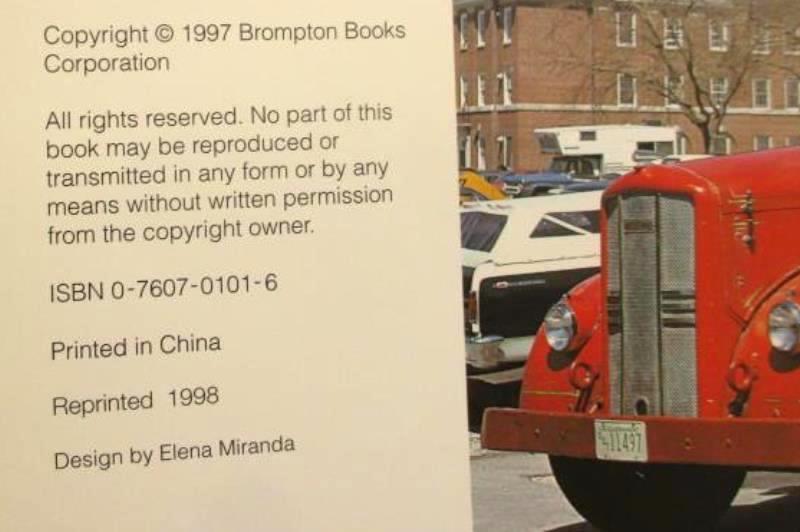 Copyright © 1997 Brompton Books
Corporation
All rights reserved. No part of this
book may be reproduced or
transmitted in any form or by any
means without written permission
from the copyright owner.
ISBN 0-7607-0101-6
Printed in China
Reprinted 1998
Design by Elena Miranda
11497